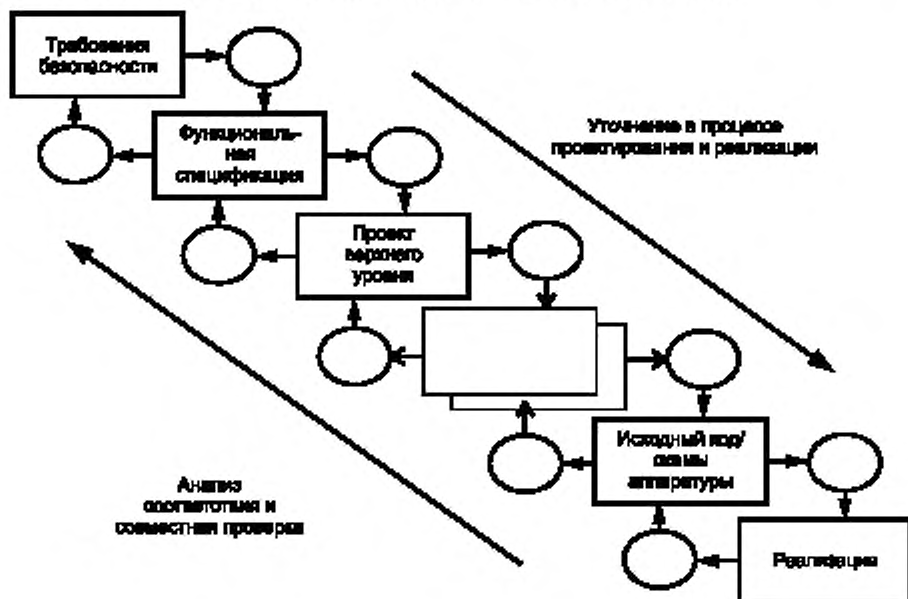 Требования
безопасности
Функциональ-
ная
спецификация
Уточнение в процессе
проектирования и реализации
Проект
верхнего
уровня
Исходный код/
схемы
аппаратуры
Анализ
соответствия и
совместная проверка
Реализация